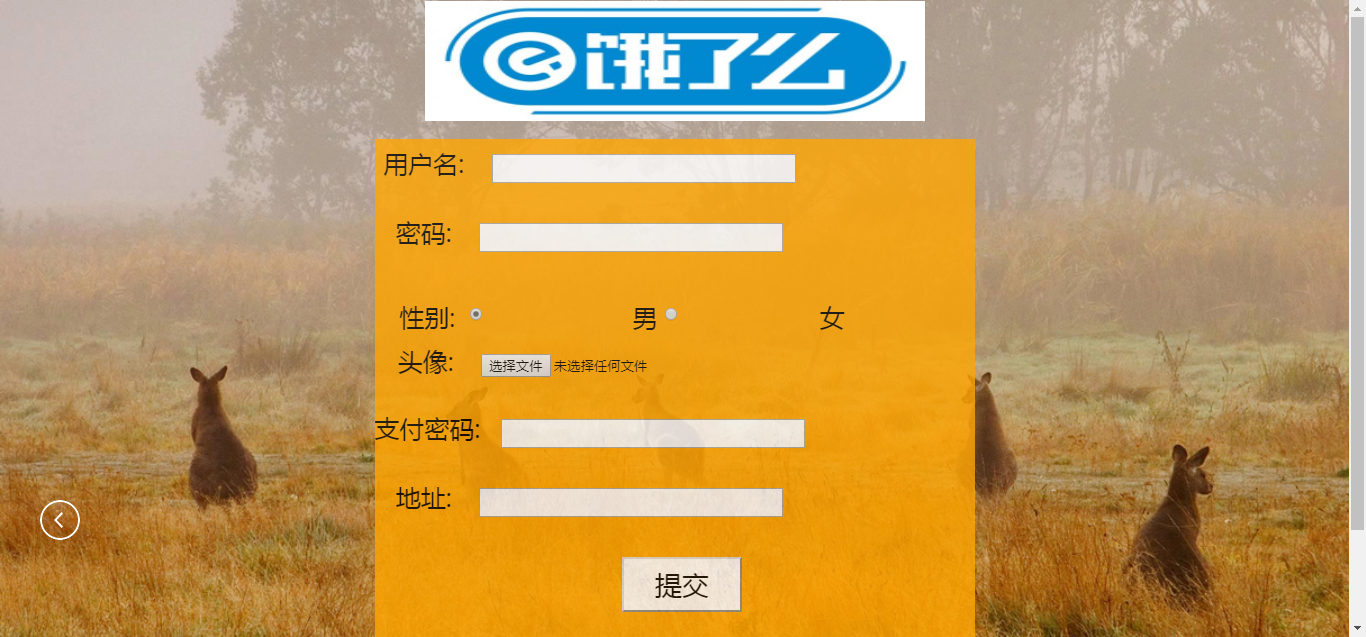 饿了么
用户名:
密码:
性别: 男 女
头像: 选择文件 未选择任何文件
支付密码:
地址:
提交